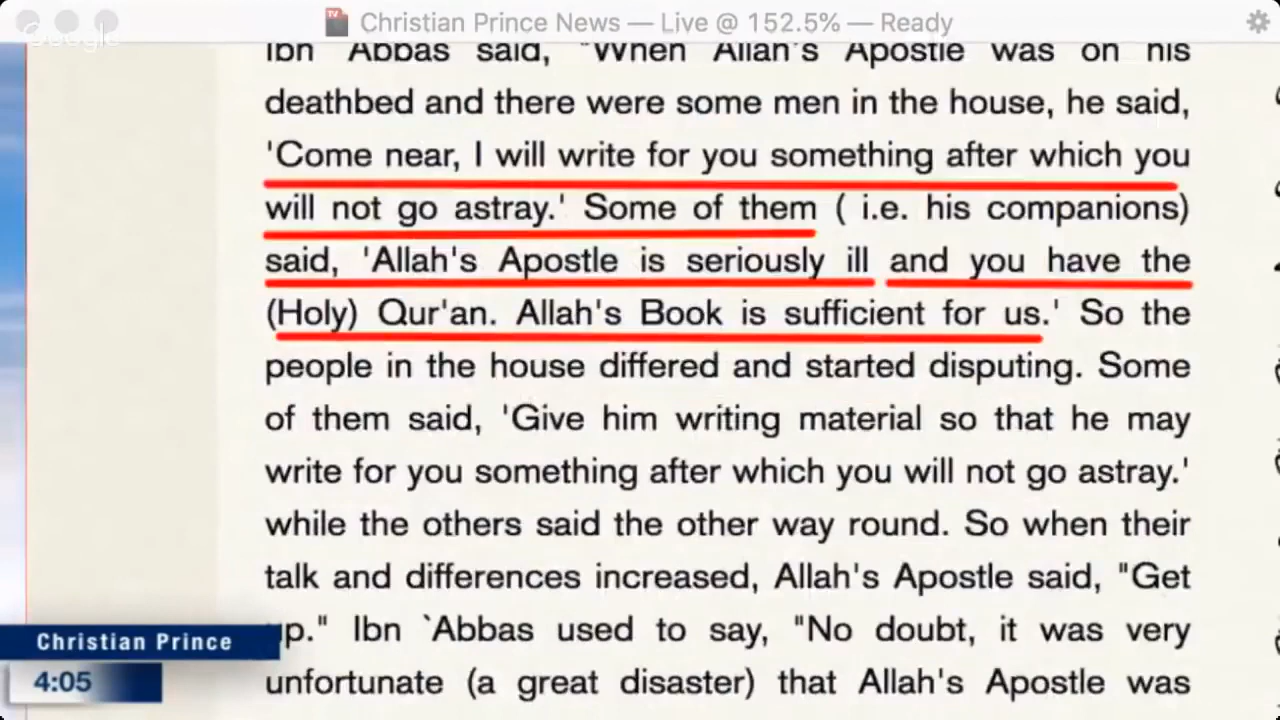 Google
Christian Prince News — Live @ 152.5% — Ready
Ibn Abbas said, "When Allah's Apostle was on his
deathbed and there were some men in the house, he said,
'Come near, I will write for you something after which you
will not go astray.' Some of them ( i.e. his companions)
said, 'Allah's Apostle is seriously ill and you have the
(Holy) Qur'an. Allah's Book is sufficient for us.' So the
people in the house differed and started disputing. Some
of them said, 'Give him writing material so that he may
write for you something after which you will not go astray.'
while the others said the other way round. So when their
talk and differences increased, Allah's Apostle said, "Get
up." Ibn `Abbas used to say, "No doubt, it was very
unfortunate (a great disaster) that Allah's Apostle was
Christian Prince
4:05